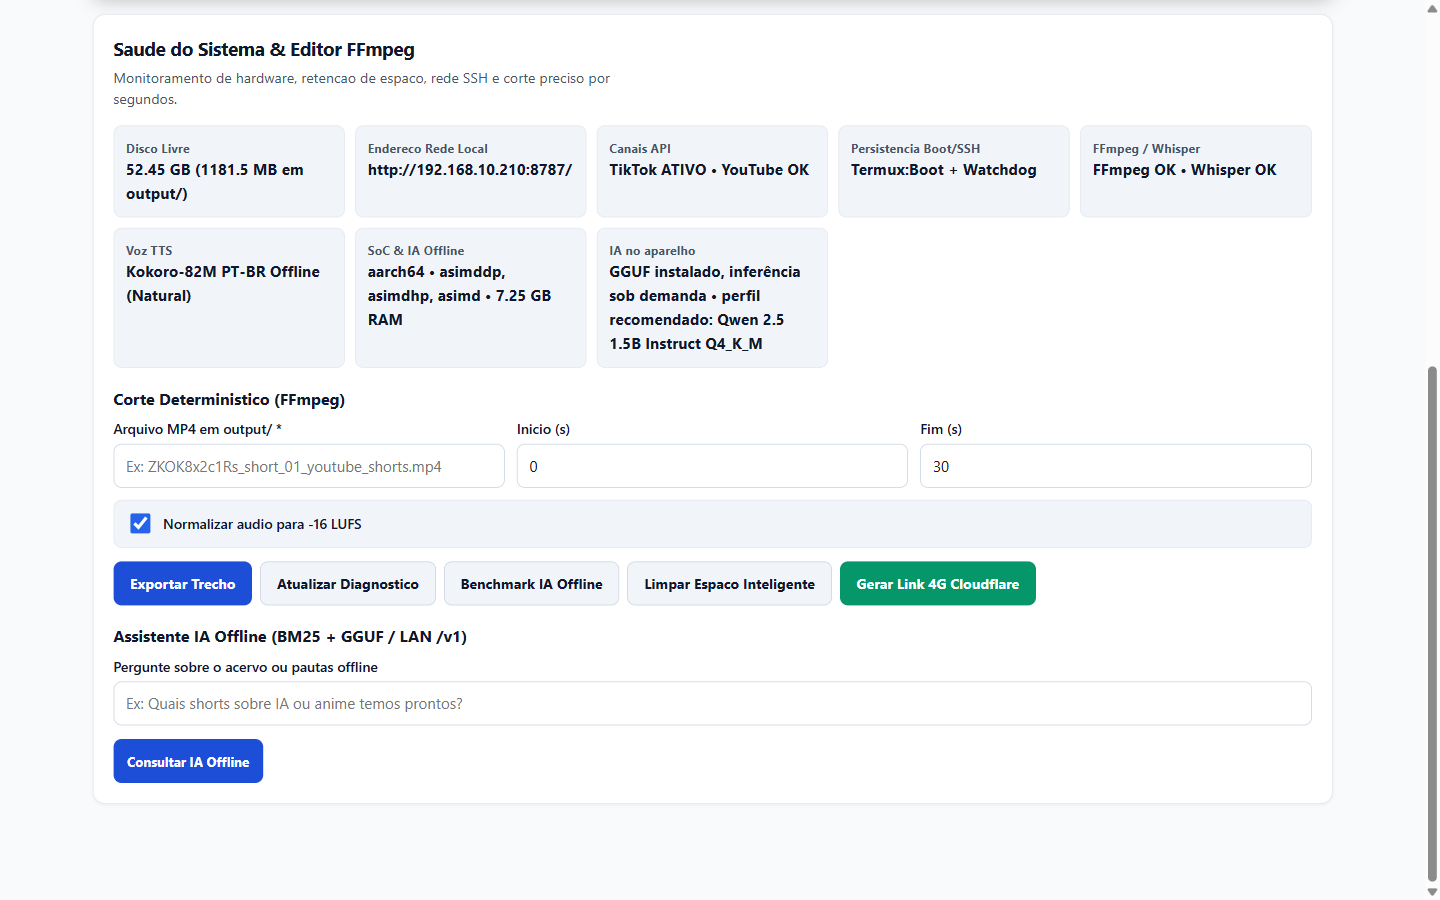 Saude do Sistema & Editor FFmpeg
Monitoramento de hardware, retencao de espaco, rede SSH e corte preciso por
segundos.
Disco Livre
52.45 GB (1181.5 MB em
output/)
Endereco Rede Local
http://192.168.10.210:8787/
Canais API
TikTok ATIVO • YouTube OK
Persistencia Boot/SSH
Termux:Boot + Watchdog
FFmpeg / Whisper
FFmpeg OK • Whisper OK
Voz TTS
Kokoro-82M PT-BR Offline
(Natural)
SoC & IA Offline
aarch64 • asimddp,
asimdhp, asimd • 7.25 GB
RAM
IA no aparelho
GGUF instalado, inferência
sob demanda • perfil
recomendado: Qwen 2.5
1.5B Instruct Q4_K_M
Corte Deterministico (FFmpeg)
Arquivo MP4 em output/ *
Inicio (s)
Fim (s)
Ex: ZKOK8x2c1Rs_short_01_youtube_shorts.mp4
0
30
Normalizar audio para -16 LUFS
Exportar Trecho
Atualizar Diagnostico
Benchmark IA Offline
Limpar Espaco Inteligente
Gerar Link 4G Cloudflare
Assistente IA Offline (BM25 + GGUF / LAN /v1)
Pergunte sobre o acervo ou pautas offline
Ex: Quais shorts sobre IA ou anime temos prontos?
Consultar IA Offline